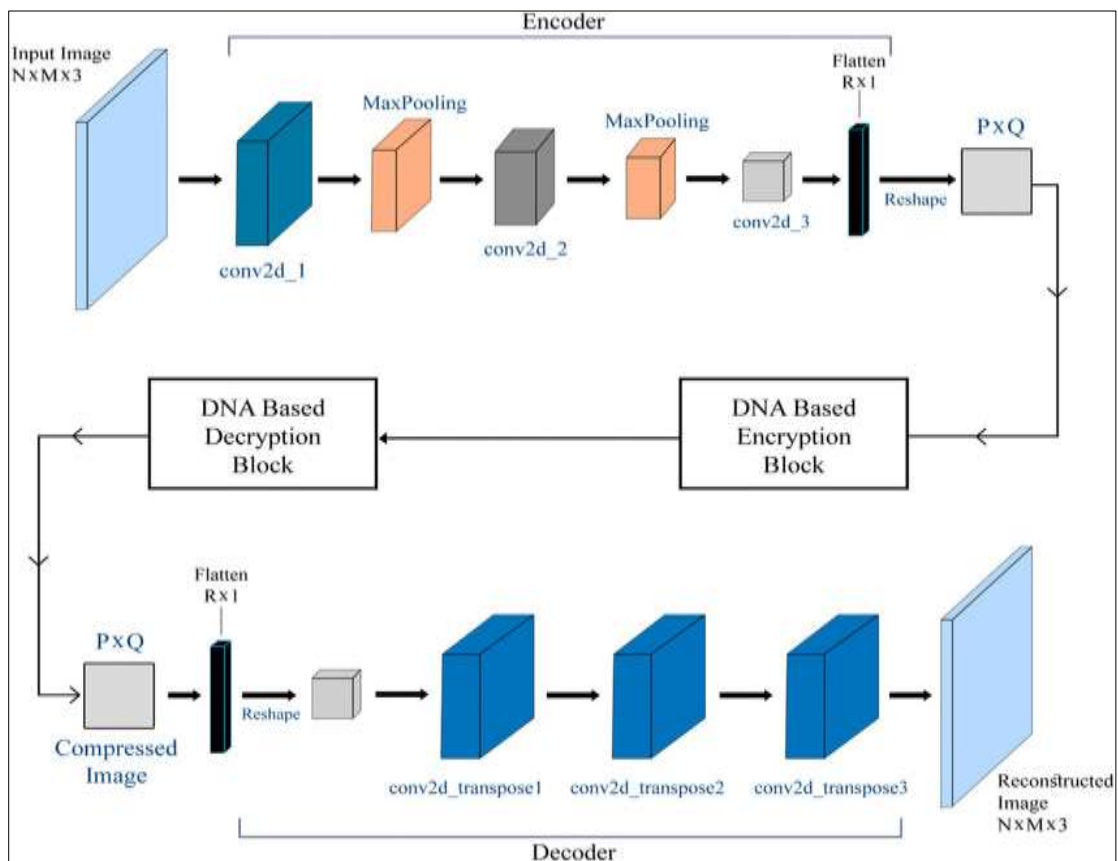 Encoder
Input Image
N×M×3
Flatten
R×1
MaxPooling
MaxPooling
P×Q
Reshape
conv2d_1
conv2d_2
conv2d_3
DNA Based
Decryption
Block
DNA Based
Encryption
Block
Flatten
R×1
P×Q
Reshape
Compressed
Image
conv2d_transpose1
conv2d_transpose2
conv2d_transpose3
Reconstructed
Image
N×M×3
Decoder